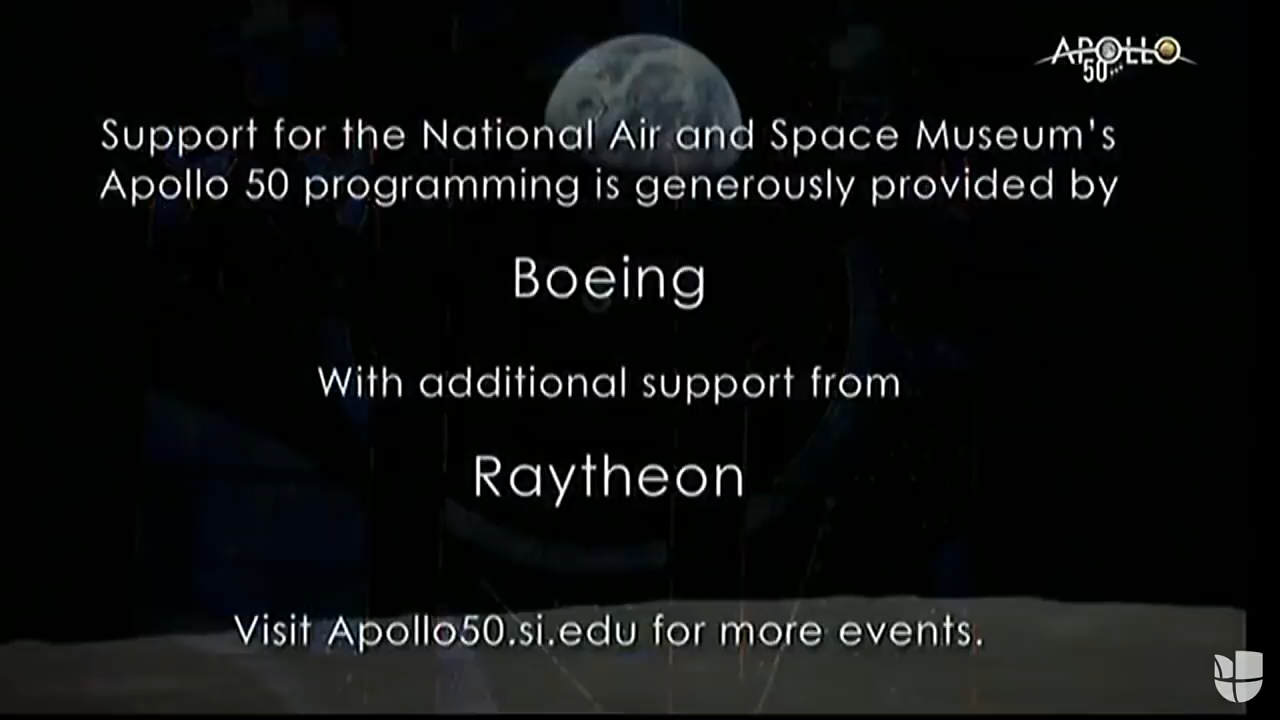 APOLLO
50
Support for the National Air and Space Museum's
Apollo 50 programming is generously provided by
Boeing
With additional support from
Raytheon
Visit Apollo50.si.edu for more events.